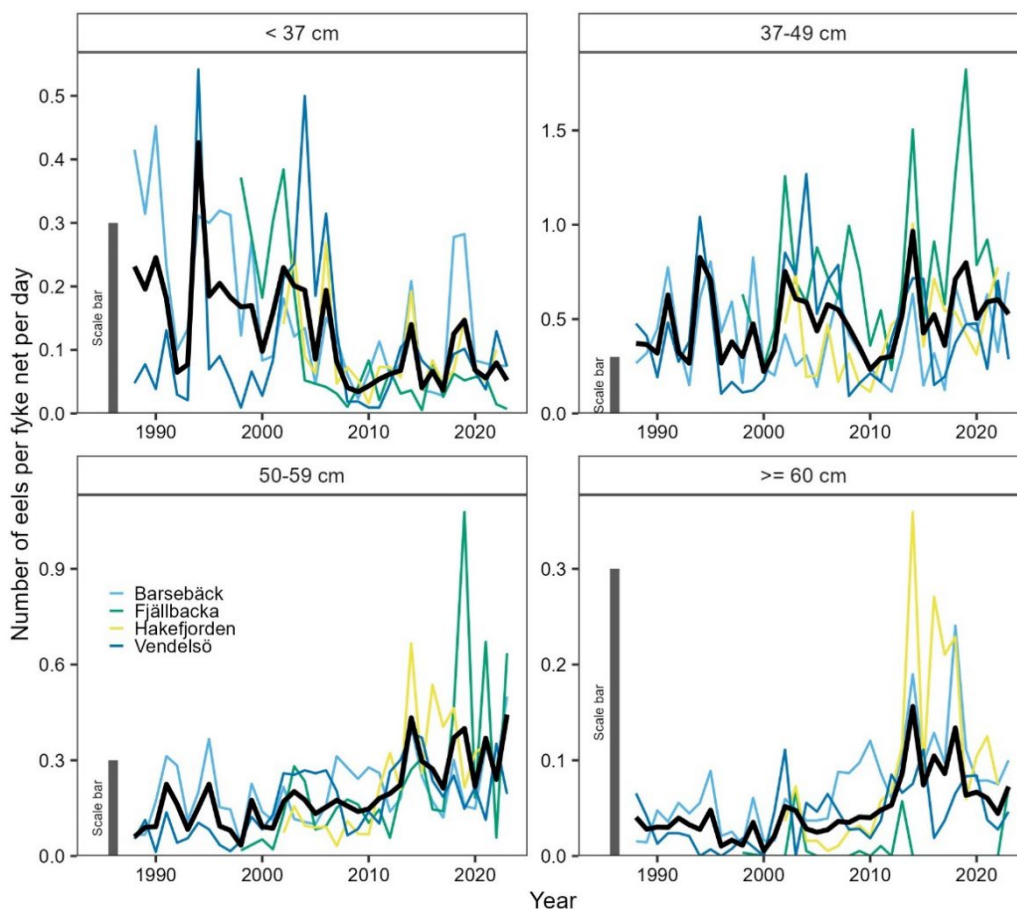 < 37 cm
37-49 cm
0.5
0.4
0.3
0.2
0.1
0.0
Scale bar
1990
2000
2010
2020
1.5
1.0
0.5
0.0
Scale bar
1990
2000
2010
2020
Number of eels per fyke net per day
50-59 cm
>= 60 cm
0.9
0.6
0.3
0.0
Barsebäck
Fjällbacka
Hakefjorden
Vendelsö
Scale bar
1990
2000
2010
2020
0.3
0.2
0.1
0.0
Scale bar
1990
2000
2010
2020
Year